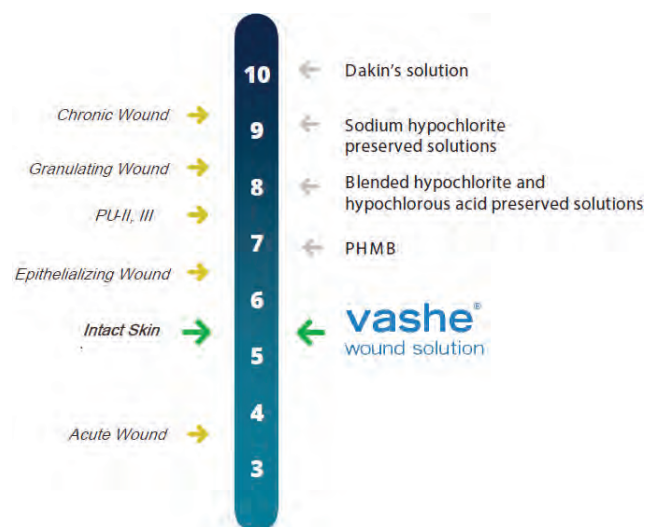 10
Dakin's solution
Chronic Wound
9
Sodium hypochlorite
preserved solutions
Granulating Wound
8
Blended hypochlorite and
hypochlorous acid preserved solutions
PU-II, III
7
PHMB
Epithelializing Wound
6
Intact Skin
vashe®
wound solution
5
4
Acute Wound
3